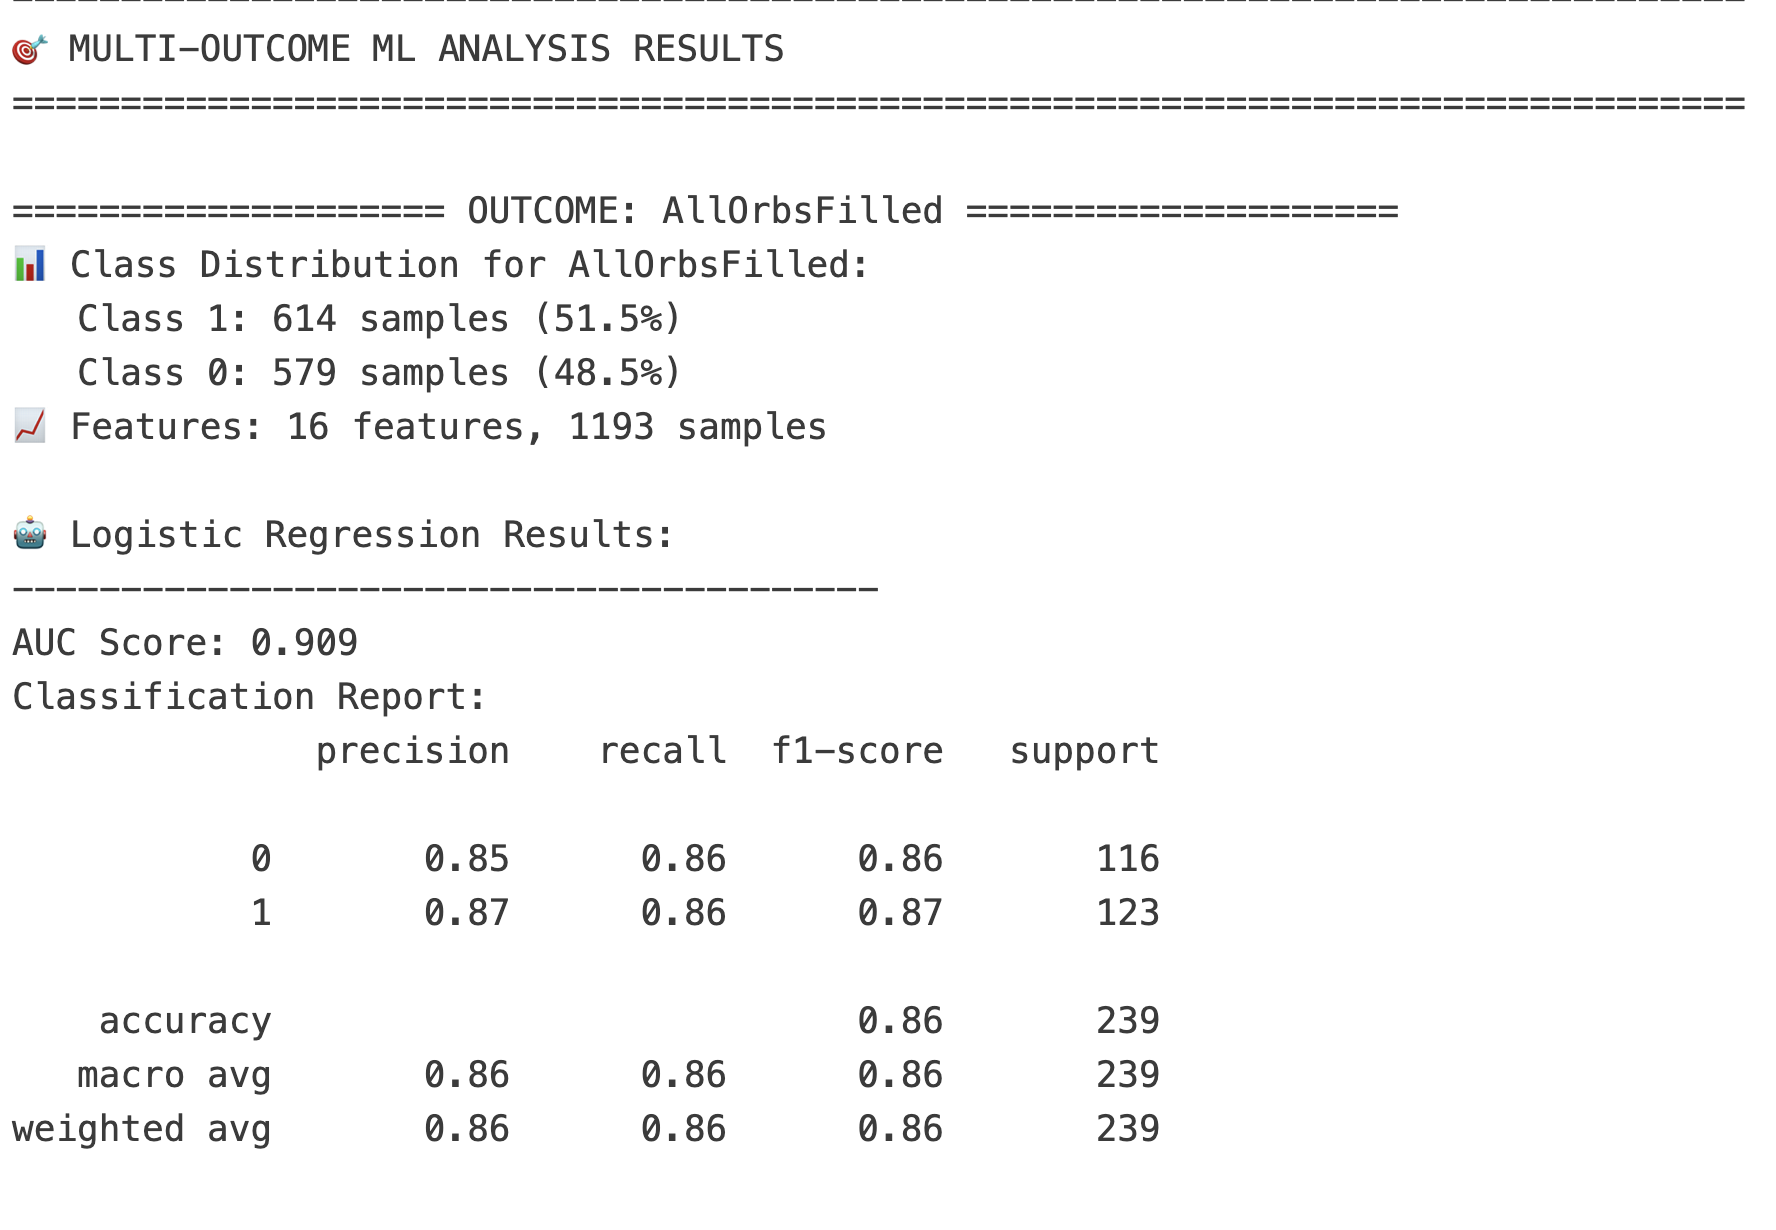 🎯 MULTI-OUTCOME ML ANALYSIS RESULTS
================================================================================
==================== OUTCOME: AllOrbsFilled ====================
📊 Class Distribution for AllOrbsFilled:
Class 1: 614 samples (51.5%)
Class 0: 579 samples (48.5%)
📈 Features: 16 features, 1193 samples
🤖 Logistic Regression Results:
----------------------------------------
AUC Score: 0.909
Classification Report:
precision recall f1-score support
0 0.85 0.86 0.86 116
1 0.87 0.86 0.87 123
accuracy 0.86 239
macro avg 0.86 0.86 0.86 239
weighted avg 0.86 0.86 0.86 239